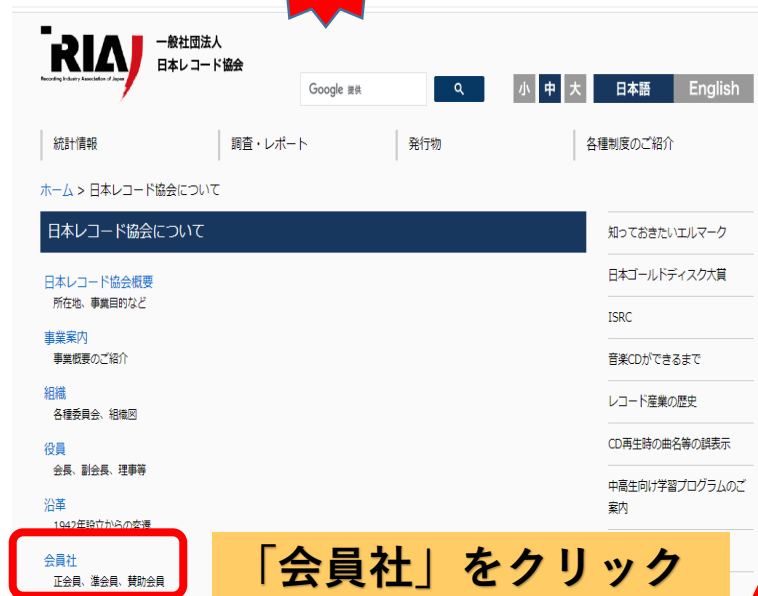 RIAJ
Recording Industry Association of Japan
一般社団法人
日本レコード協会
Google 提供
小 中 大
日本語 English
統計情報
調査・レポート
発行物
各種制度のご紹介
ホーム > 日本レコード協会について
日本レコード協会について
日本レコード協会概要
所在地、事業目的など
事業案内
事業概要のご紹介
組織
各種委員会、組織図
役員
会長、副会長、理事等
沿革
1942年設立からの変遷
会員社
正会員、準会員、賛助会員
「会員社」をクリック
知っておきたいエルマーク
日本ゴールドディスク大賞
ISRC
音楽CDができるまで
レコード産業の歴史
CD再生時の曲名等の誤表示
中高生向け学習プログラムのご
案内